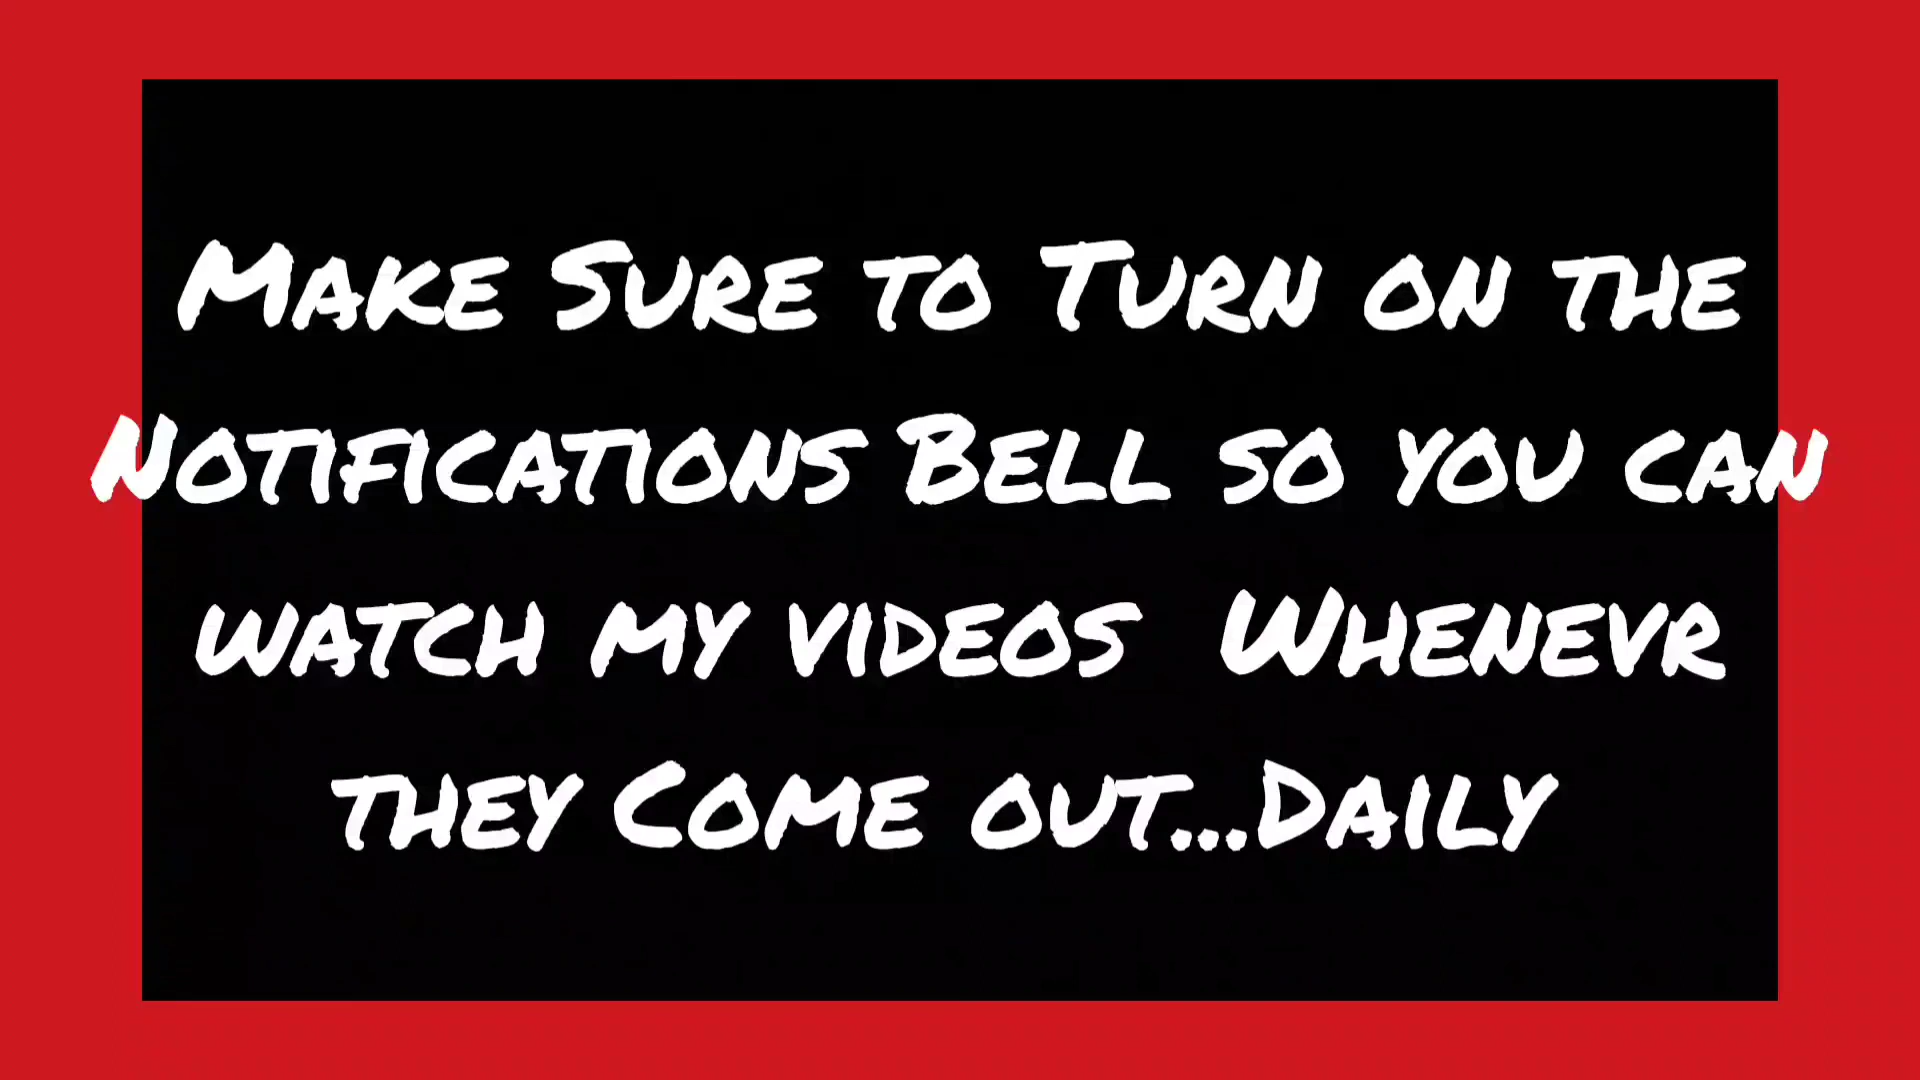 Make Sure to Turn on the
Notifications Bell so you can
watch my videos  Whenevr
they Come out...Daily